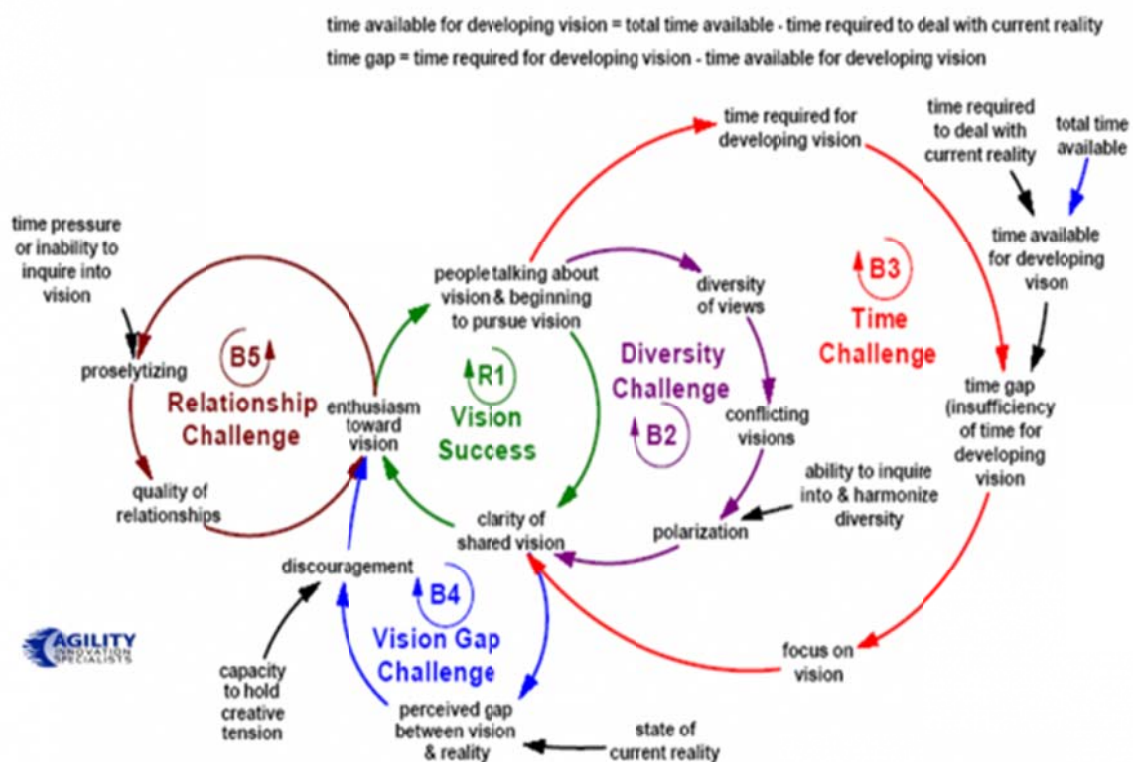 time available for developing vision = total time available - time required to deal with current reality
time gap = time required for developing vision - time available for developing vision
time required for
developing vision
time required
to deal with
current reality
total time
available
time pressure
or inability to
inquire into
vision
time available
for developing
vison
people talking about
vision & beginning
to pursue vision
diversity
of views
B3
Time
Challenge
proselytizing
B5
Relationship
Challenge
enthusiasm
toward
vision
R1
Vision
Success
Diversity
Challenge
B2
conflicting
visions
time gap
(insufficiency
of time for
developing
vision
ability to inquire
into & harmonize
diversity
quality of
relationships
clarity of
shared vision
polarization
discouragement
B4
Vision Gap
Challenge
AGILITY
INNOVATION
SPECIALISTS
capacity
to hold
creative
tension
focus on
vision
perceived gap
between vision
& reality
state of
current reality